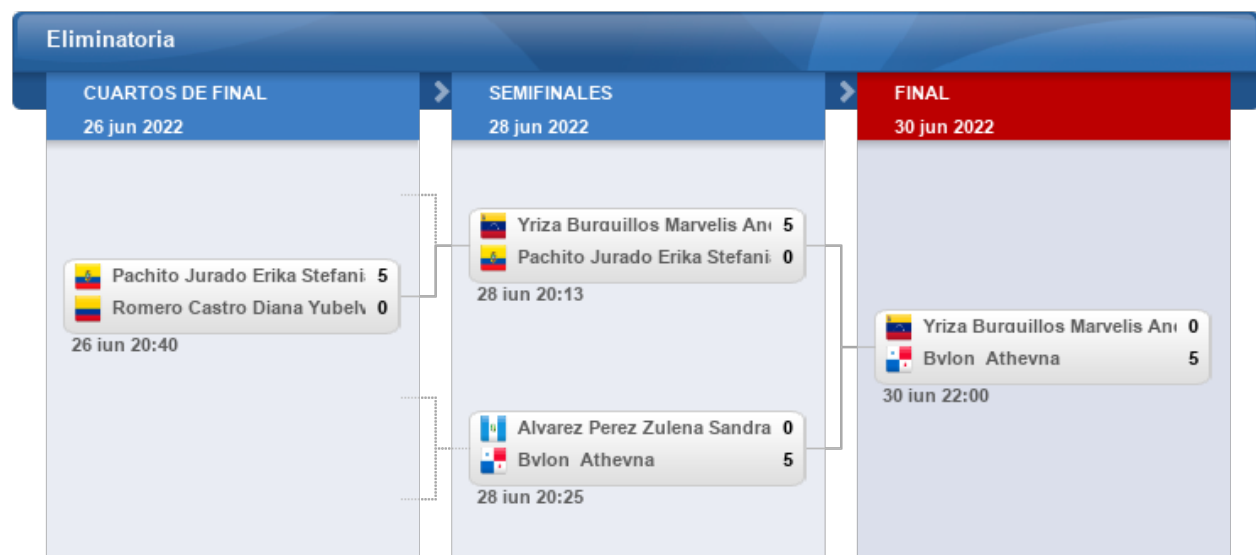 Eliminatoria
CUARTOS DE FINAL
26 jun 2022
SEMIFINALES
28 jun 2022
FINAL
30 jun 2022
Pachito Jurado Erika Stefani 5
Romero Castro Diana Yubely 0
26 jun 20:40
Yriza Burguillos Marvelis An 5
Pachito Jurado Erika Stefani 0
28 jun 20:13
Alvarez Perez Zulena Sandra 0
Bylon Atheyna 5
28 jun 20:25
Yriza Burguillos Marvelis An 0
Bylon Atheyna 5
30 jun 22:00